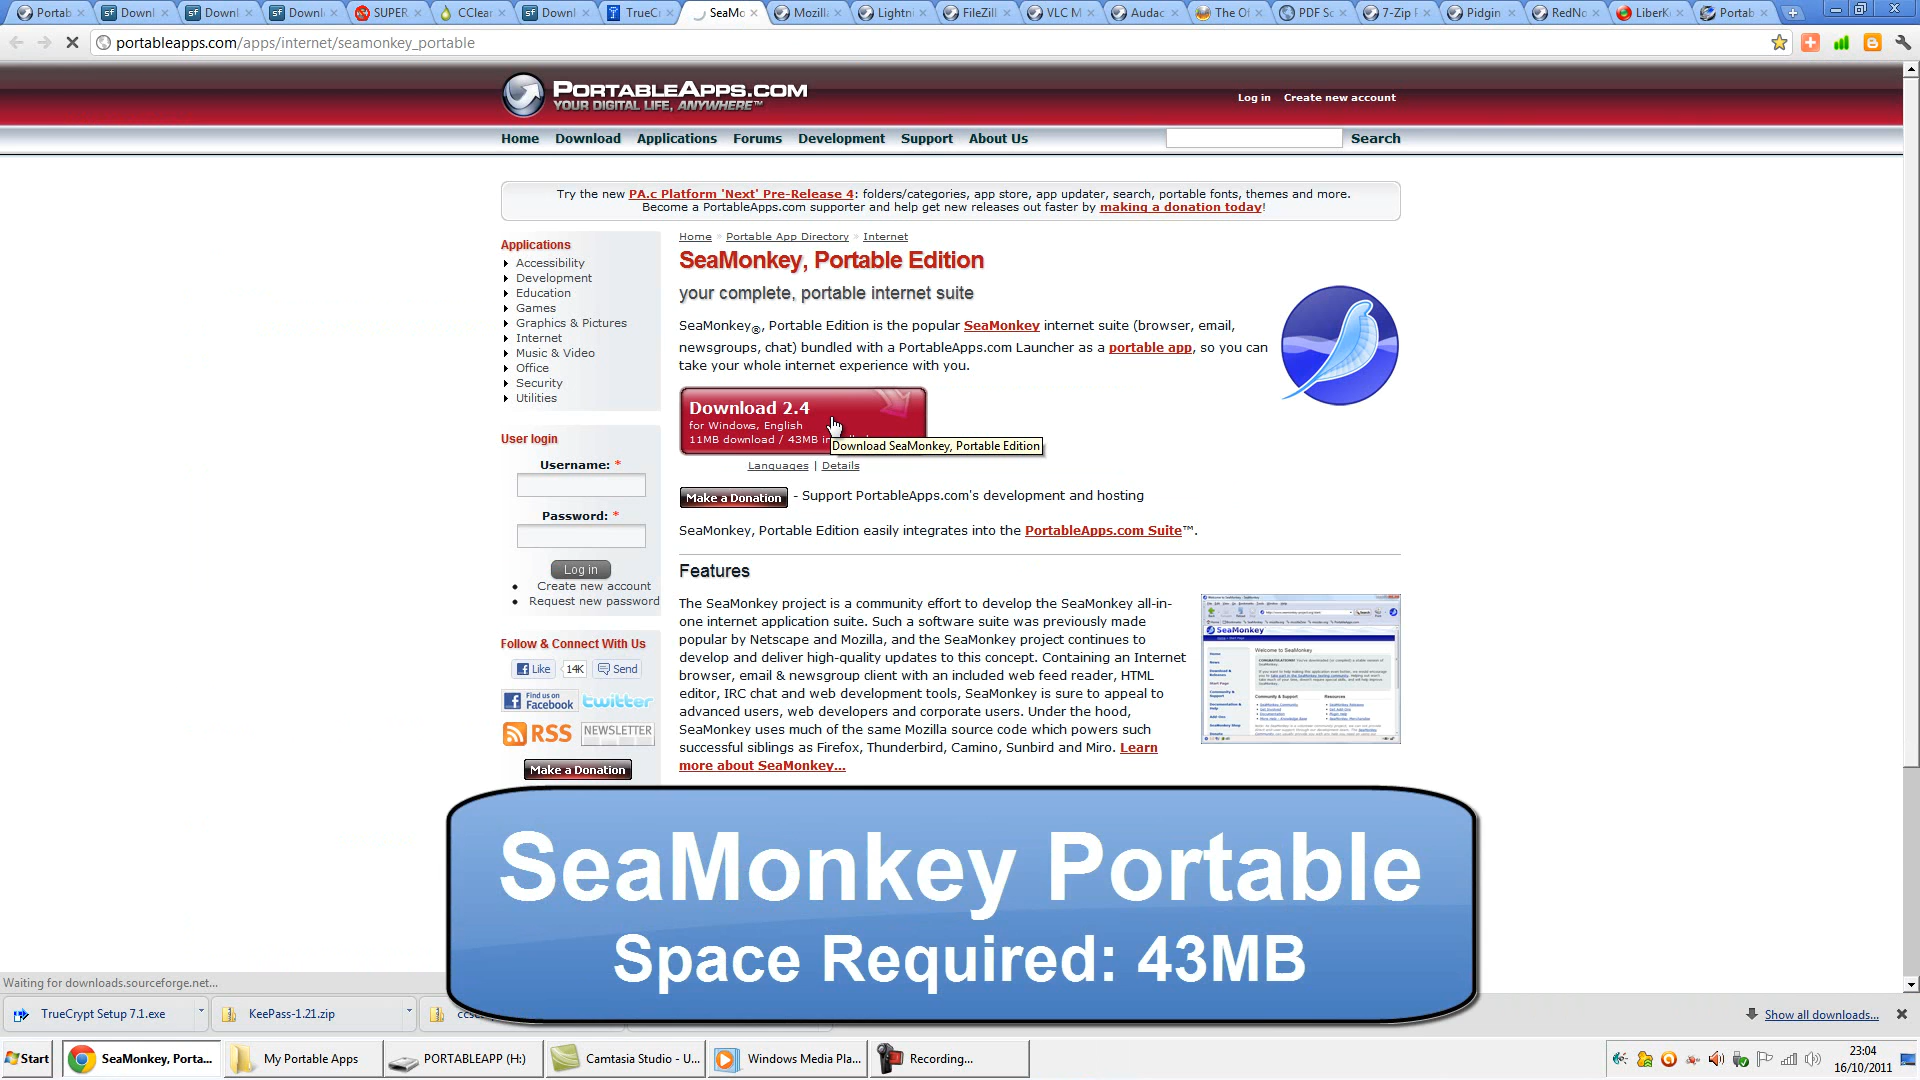 Portab
Downl
Downl
Downl
SUPER
CClear
Downl
TrueCr
SeaMo
Mozill
Lightni
FileZill
VLC M
Audac
The Of
PDF Sc
7-Zip F
Pidgin
RedNo
LiberK
Portab
portableapps.com/apps/internet/seamonkey_portable
PORTABLEAPPS.COM
YOUR DIGITAL LIFE, ANYWHERE™
Log in Create new account
Home Download Applications Forums Development Support About Us Search
Try the new PA.c Platform 'Next' Pre-Release 4: folders/categories, app store, app updater, search, portable fonts, themes and more.
Become a PortableApps.com supporter and help get new releases out faster by making a donation today!
Applications
Accessibility
Development
Education
Games
Graphics & Pictures
Internet
Music & Video
Office
Security
Utilities
User login
Username: *
Password: *
Log in
Create new account
Request new password
Follow & Connect With Us
Like 14K Send
Find us on Facebook twitter
RSS NEWSLETTER
Make a Donation
Home » Portable App Directory » Internet
SeaMonkey, Portable Edition
your complete, portable internet suite
SeaMonkey®, Portable Edition is the popular SeaMonkey internet suite (browser, email,
newsgroups, chat) bundled with a PortableApps.com Launcher as a portable app, so you can
take your whole internet experience with you.
Download 2.4
for Windows, English
11MB download / 43MB in
Download SeaMonkey, Portable Edition
Languages | Details
Make a Donation - Support PortableApps.com's development and hosting
SeaMonkey, Portable Edition easily integrates into the PortableApps.com Suite™.
Features
The SeaMonkey project is a community effort to develop the SeaMonkey all-in-
one internet application suite. Such a software suite was previously made
popular by Netscape and Mozilla, and the SeaMonkey project continues to
develop and deliver high-quality updates to this concept. Containing an Internet
browser, email & newsgroup client with an included web feed reader, HTML
editor, IRC chat and web development tools, SeaMonkey is sure to appeal to
advanced users, web developers and corporate users. Under the hood,
SeaMonkey uses much of the same Mozilla source code which powers such
successful siblings as Firefox, Thunderbird, Camino, Sunbird and Miro. Learn
more about SeaMonkey...
SeaMonkey
Welcome to SeaMonkey
SeaMonkey Portable
Space Required: 43MB
Waiting for downloads.sourceforge.net...
TrueCrypt Setup 7.1.exe
KeePass-1.21.zip
Show all downloads...
Start
SeaMonkey, Porta...
My Portable Apps
PORTABLEAPP (H:)
Camtasia Studio - U...
Windows Media Pla...
Recording...
23:04
16/10/2011